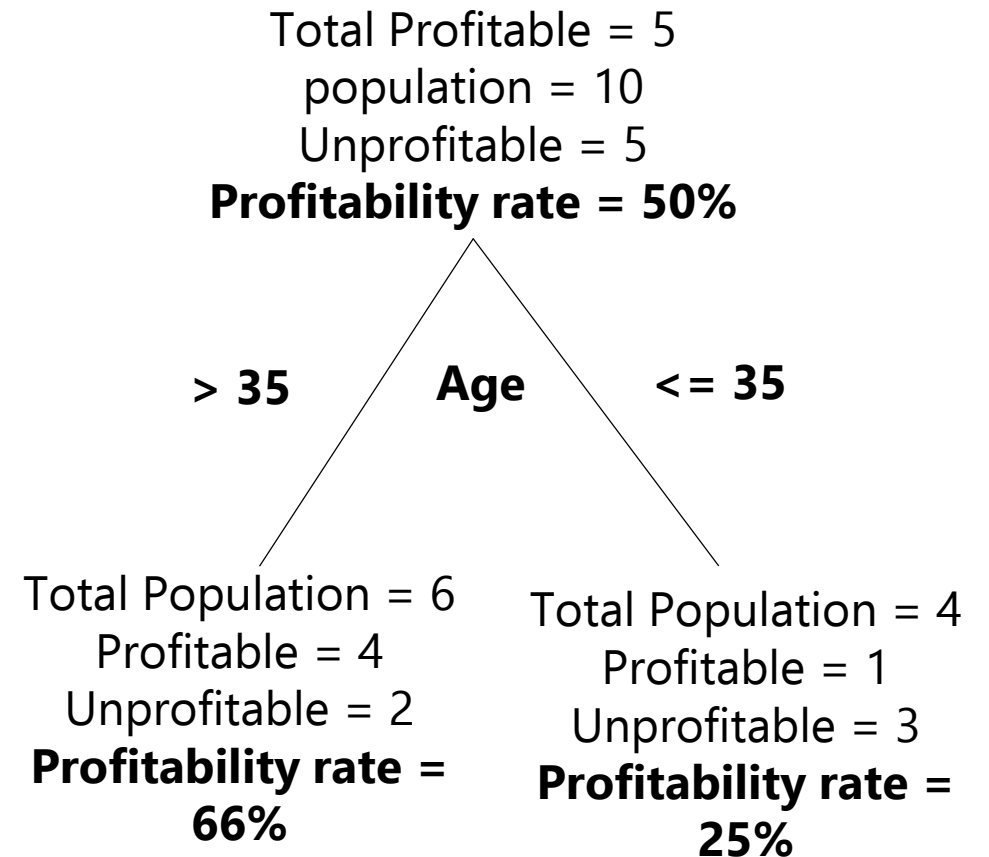 Total Profitable = 5
population = 10
Unprofitable = 5
Profitability rate = 50%
> 35
Age
<= 35
Total Population = 6
Profitable = 4
Unprofitable = 2
Profitability rate =
66%
Total Population = 4
Profitable = 1
Unprofitable = 3
Profitability rate =
25%